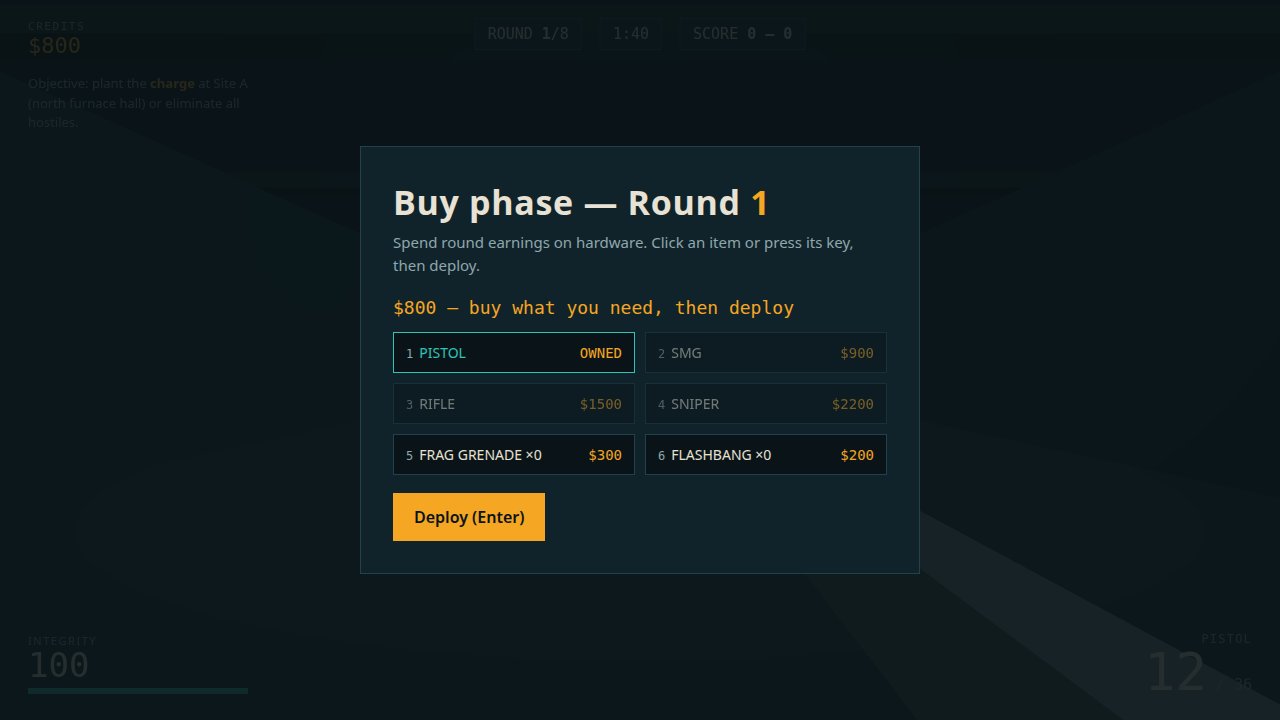 CREDITS
$800
ROUND 1/8
1:40
SCORE 0 — 0
Objective: plant the charge at Site A
(north furnace hall) or eliminate all
hostiles.
Buy phase — Round 1
Spend round earnings on hardware. Click an item or press its key,
then deploy.
$800 — buy what you need, then deploy
1 PISTOL OWNED
2 SMG $900
3 RIFLE $1500
4 SNIPER $2200
5 FRAG GRENADE ×0 $300
6 FLASHBANG ×0 $200
Deploy (Enter)
INTEGRITY
100
PISTOL
12 / 36